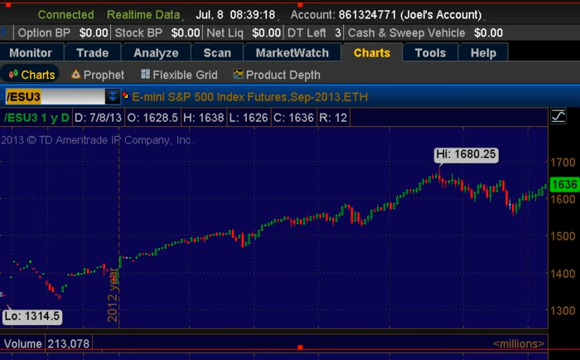 Connected Realtime Data Jul, 8 08:39:18 Account: 861324771 (Joel's Account)
Option BP $0.00 Stock BP $0.00 Net Liq $0.00 DT Left 3 Cash & Sweep Vehicle $0.00
Monitor Trade Analyze Scan MarketWatch Charts Tools Help
Charts Prophet Flexible Grid Product Depth
/ESU3 E-mini S&P 500 Index Futures,Sep-2013,ETH
/ESU3 1 y D D: 7/8/13 O: 1628.5 H: 1638 L: 1626 C: 1636 R: 12
2013 © TD Ameritrade IP Company, Inc.
Hi: 1680.25
1700
1636
1600
1500
1400
1300
Lo: 1314.5
2012 year
Volume 213,078 <millions>